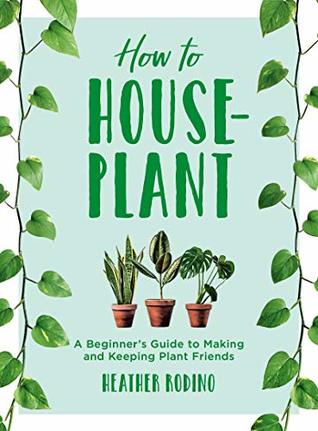 How to
HOUSE-
PLANT
A Beginner's Guide to Making
and Keeping Plant Friends
HEATHER RODINO